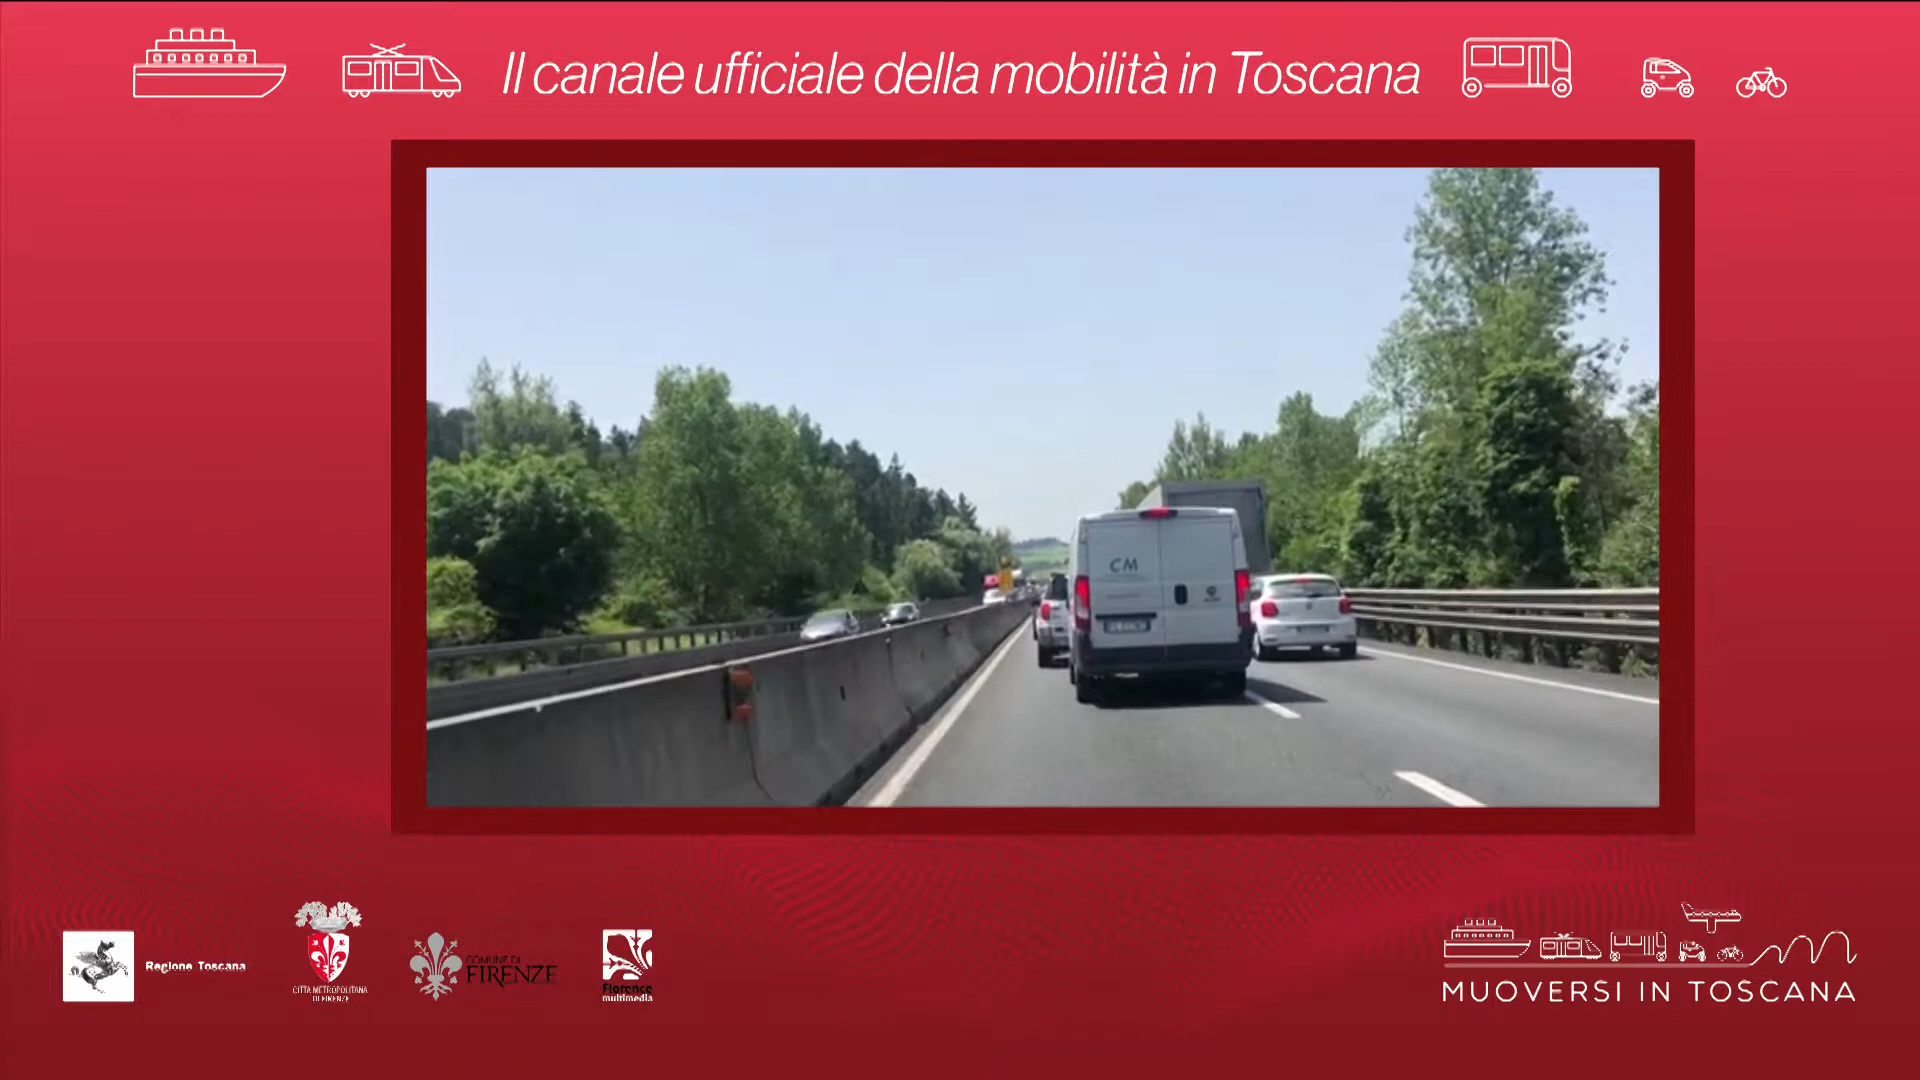 Il canale ufficiale della mobilità in Toscana
CM
Regione Toscana
CITTÀ METROPOLITANA
DI FIRENZE
COMUNE DI
FIRENZE
Florence
multimedia
MUOVERSI IN TOSCANA